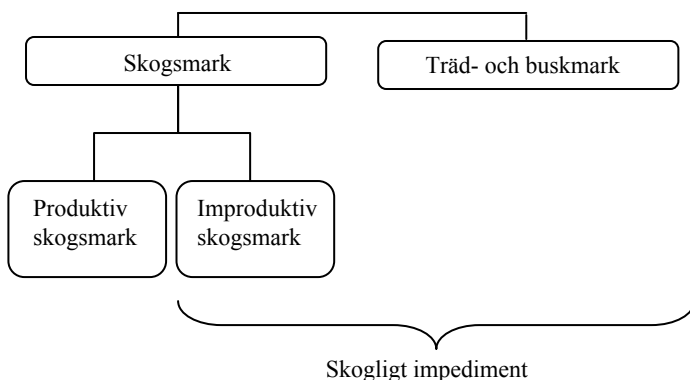 Skogsmark
Träd- och buskmark
Produktiv
skogsmark
Improduktiv
skogsmark
Skogligt impediment